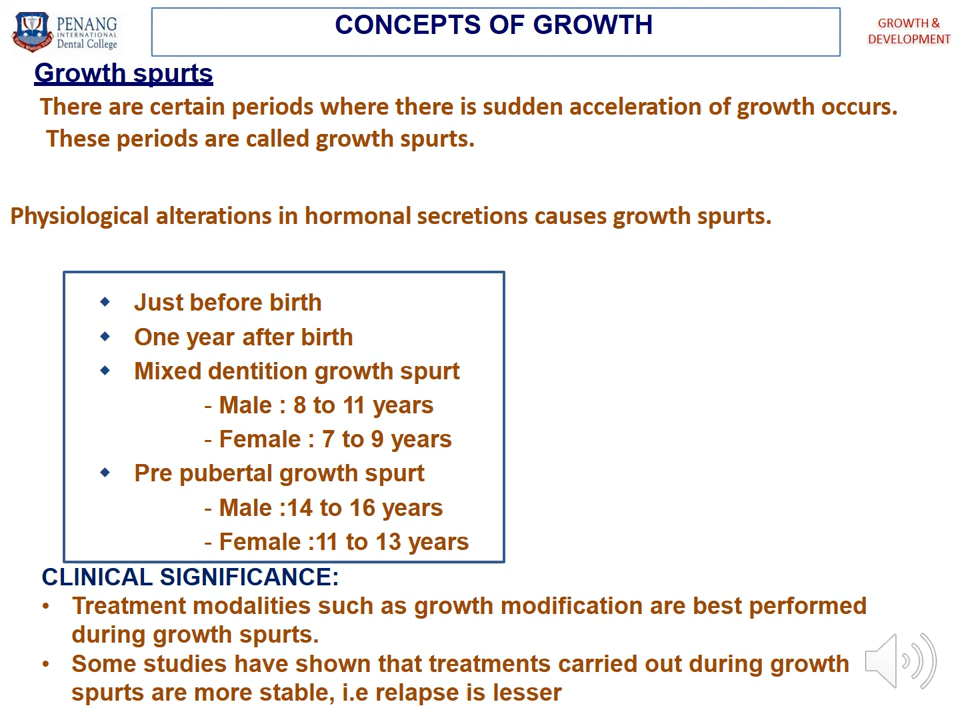 PENANG
INTERNATIONAL
Dental College
CONCEPTS OF GROWTH
GROWTH &
DEVELOPMENT
Growth spurts
There are certain periods where there is sudden acceleration of growth occurs.
These periods are called growth spurts.
Physiological alterations in hormonal secretions causes growth spurts.
❖ Just before birth
❖ One year after birth
❖ Mixed dentition growth spurt
- Male : 8 to 11 years
- Female : 7 to 9 years
❖ Pre pubertal growth spurt
- Male :14 to 16 years
- Female :11 to 13 years
CLINICAL SIGNIFICANCE:
• Treatment modalities such as growth modification are best performed
during growth spurts.
• Some studies have shown that treatments carried out during growth
spurts are more stable, i.e relapse is lesser